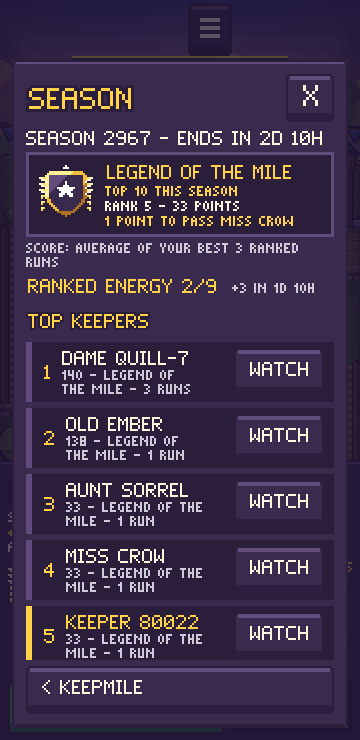 SEASON
X
SEASON 2967 - ENDS IN 2D 10H
LEGEND OF THE MILE
TOP 10 THIS SEASON
RANK 5 - 33 POINTS
1 POINT TO PASS MISS CROW
SCORE: AVERAGE OF YOUR BEST 3 RANKED
RUNS
RANKED ENERGY 2/9 +3 IN 1D 10H
TOP KEEPERS
1 DAME QUILL-7
140 - LEGEND OF
THE MILE - 3 RUNS
WATCH
2 OLD EMBER
138 - LEGEND OF
THE MILE - 1 RUN
WATCH
3 AUNT SORREL
33 - LEGEND OF THE
MILE - 1 RUN
WATCH
4 MISS CROW
33 - LEGEND OF THE
MILE - 1 RUN
WATCH
5 KEEPER 80022
33 - LEGEND OF THE
MILE - 1 RUN
WATCH
< KEEPMILE